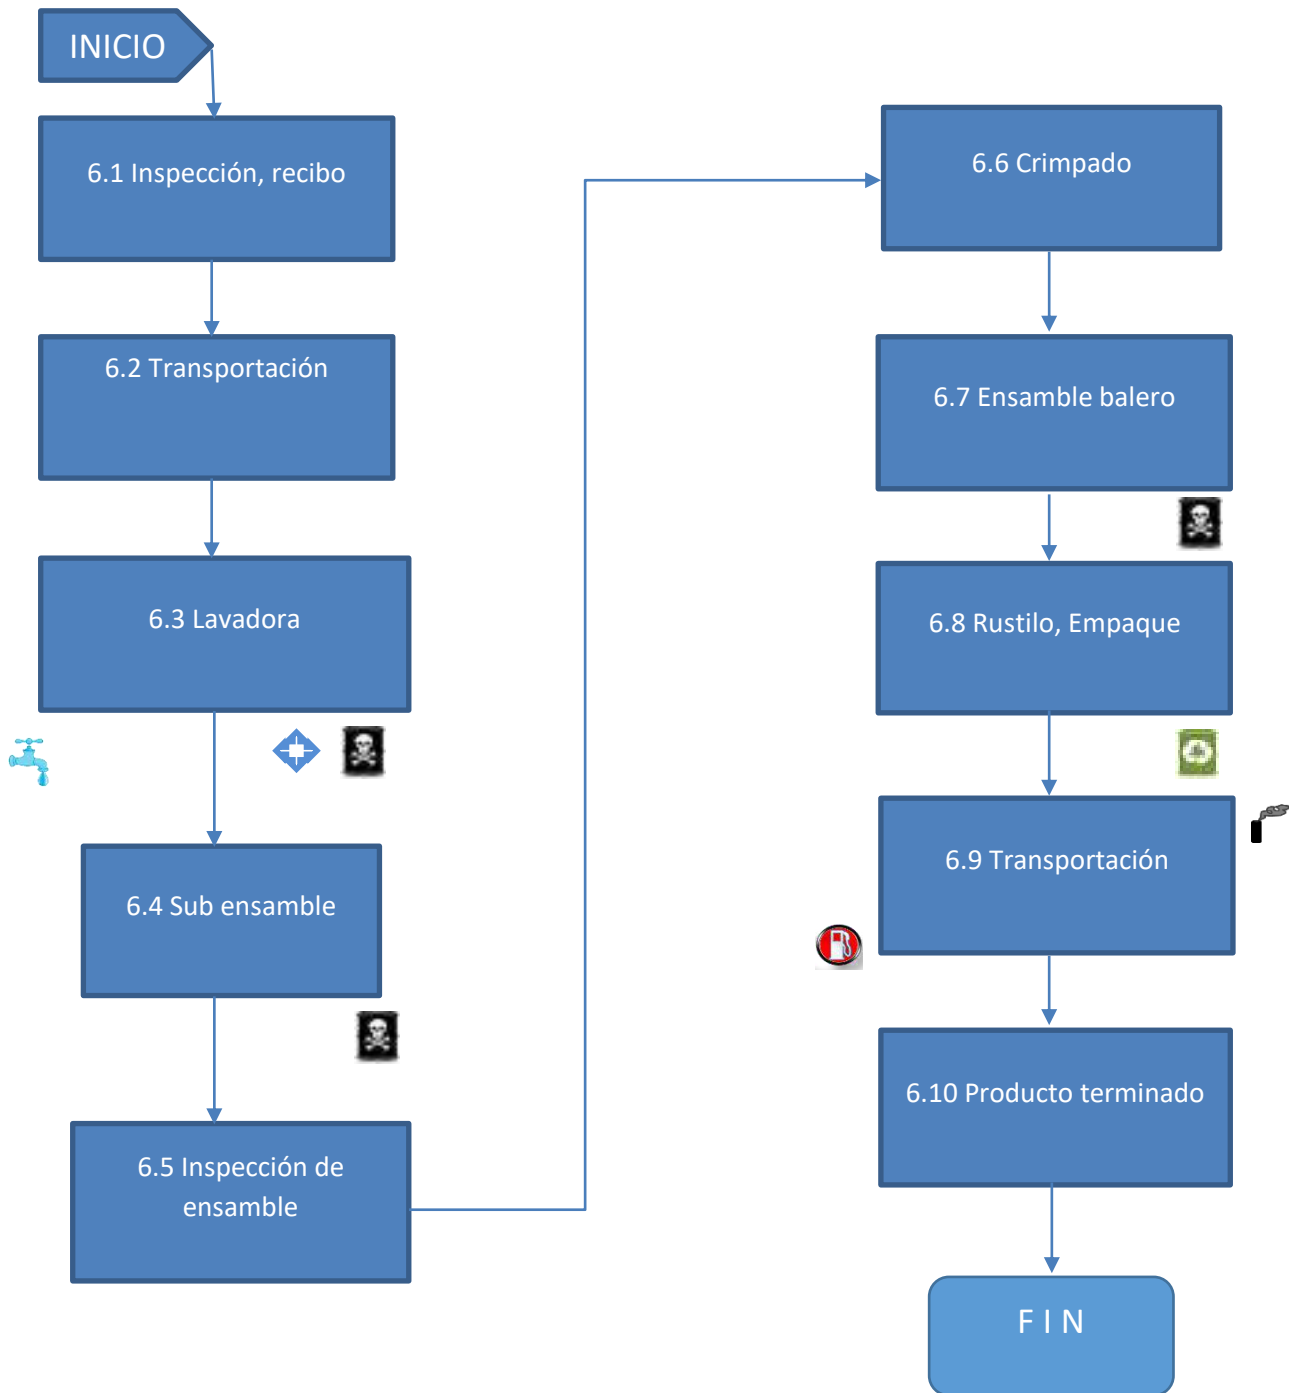 INICIO
6.1 Inspección, recibo
6.2 Transportación
6.3 Lavadora
6.4 Sub ensamble
6.5 Inspección de
ensamble
6.6 Crimpado
6.7 Ensamble balero
6.8 Rustilo, Empaque
6.9 Transportación
6.10 Producto terminado
F I N